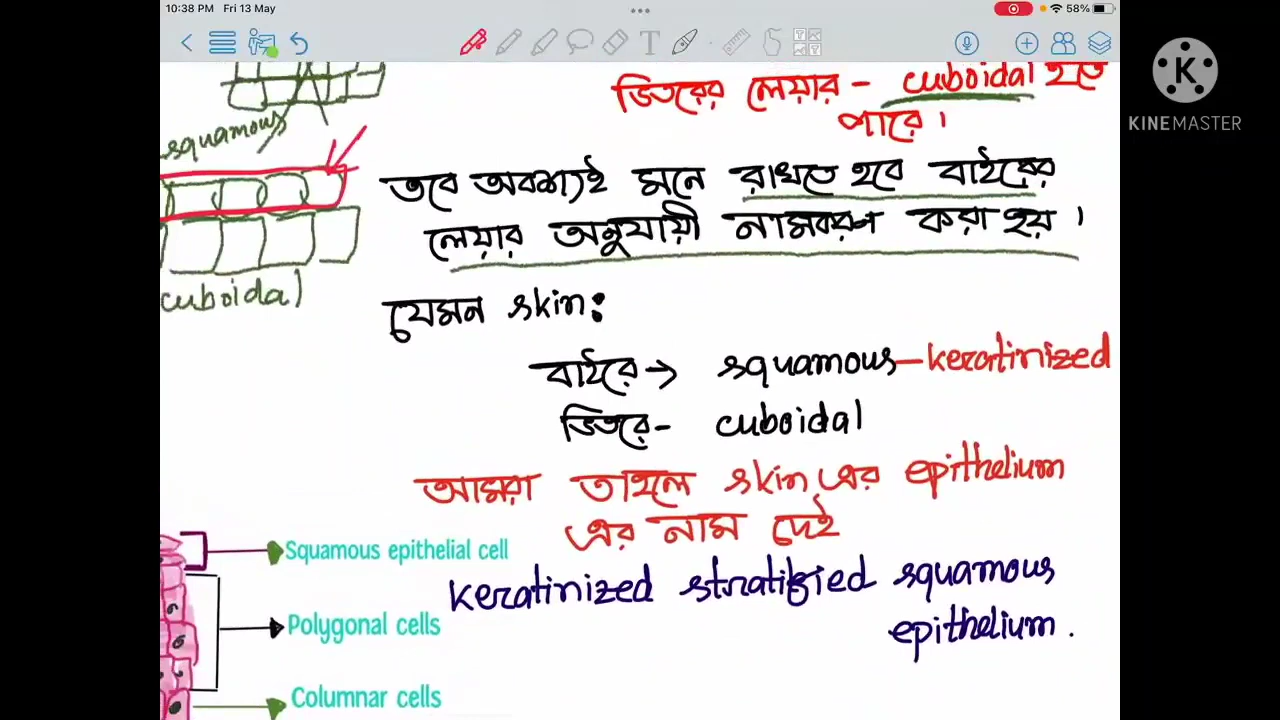 10:38 PM Fri 13 May
58%
KINEMASTER
ভিতরের লেয়ার - cuboidal হতে
পারে।
squamous
তবে অবশ্যই মনে রাখতে হবে বাইরের
লেয়ার অনুযায়ী নামকরণ করা হয়।
cuboidal
যেমন skin:
বাইরে→ squamous-keratinized
ভিতরে- cuboidal
আমরা তাহলে skin এর epithelium
এর নাম দেই
Squamous epithelial cell
keratinized stratified squamous
epithelium.
Polygonal cells
Columnar cells